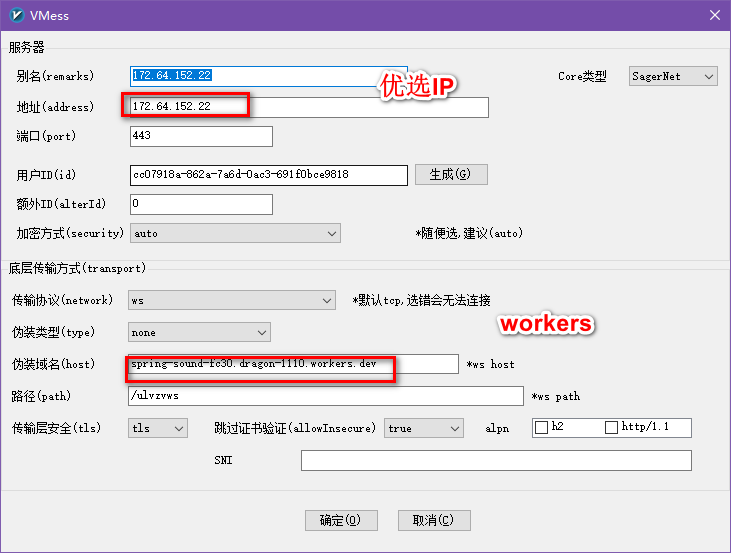 VMess
服务器
别名(remarks) 172.64.152.22 优选IP Core类型 SagerNet
地址(address) 172.64.152.22
端口(port) 443
用户ID(id) cc07918a-862a-7a6d-0ac3-691f0bce9818 生成(G)
额外ID(alterId) 0
加密方式(security) auto *随便选,建议(auto)
底层传输方式(transport)
传输协议(network) ws *默认tcp,选错会无法连接
workers
伪装类型(type) none
伪装域名(host) spring-sound-fc30.dragon-1110.workers.dev *ws host
路径(path) /ulvzvws *ws path
传输层安全(tls) tls 跳过证书验证(allowInsecure) true alpn h2 http/1.1
SNI
确定(O) 取消(C)